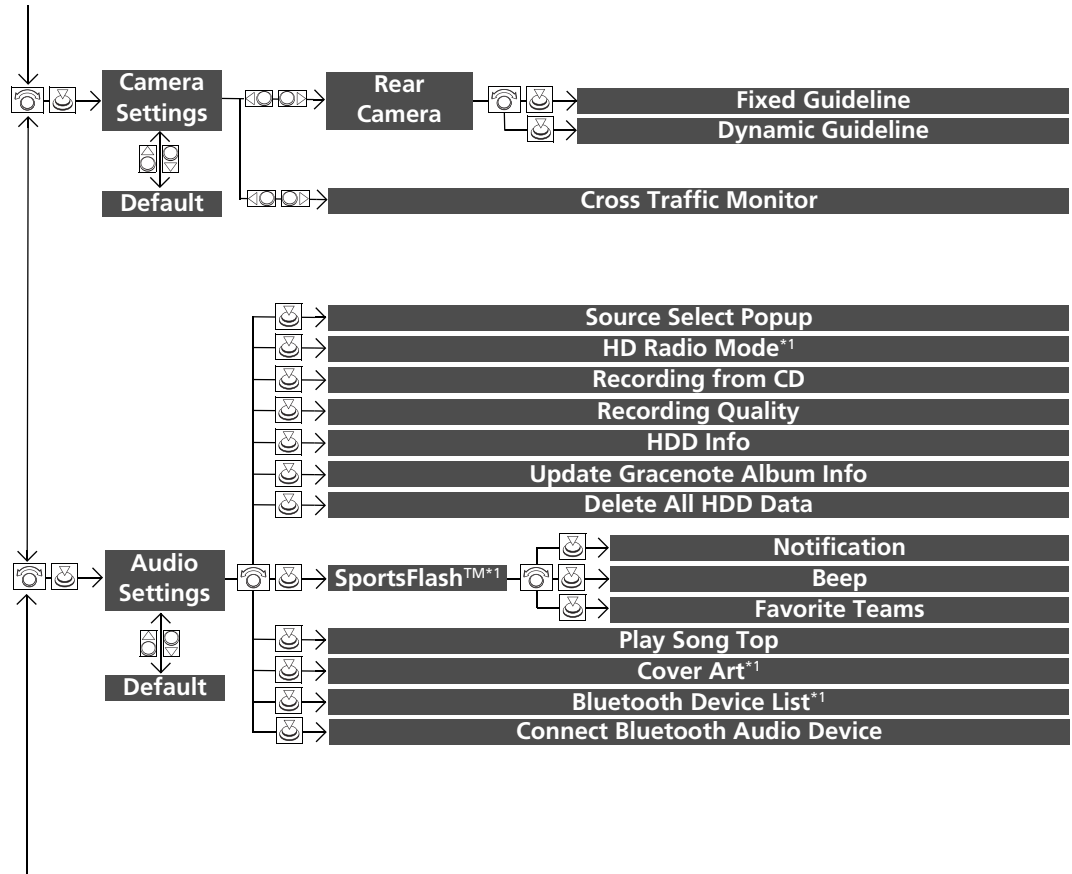 Camera
Settings
Rear
Camera
Fixed Guideline
Dynamic Guideline
Default
Cross Traffic Monitor
Source Select Popup
HD Radio Mode*1
Recording from CD
Recording Quality
HDD Info
Update Gracenote Album Info
Delete All HDD Data
Audio
Settings
SportsFlashTM*1
Notification
Beep
Favorite Teams
Default
Play Song Top
Cover Art*1
Bluetooth Device List*1
Connect Bluetooth Audio Device